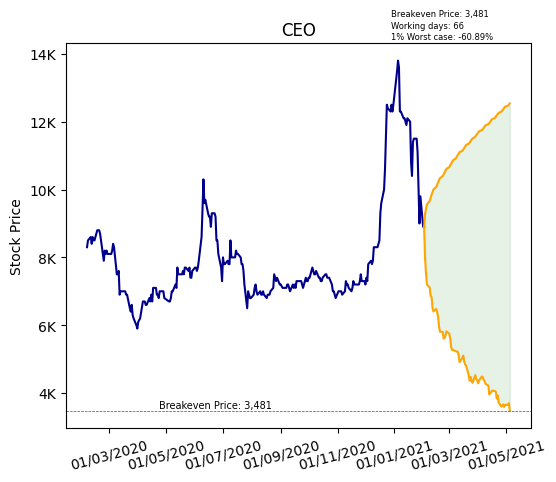 Breakeven Price: 3,481
Working days: 66
1% Worst case: -60.89%
CEO
14K
12K
10K
8K
6K
4K
Stock Price
Breakeven Price: 3,481
01/03/2020
01/05/2020
01/07/2020
01/09/2020
01/11/2020
01/01/2021
01/03/2021
01/05/2021